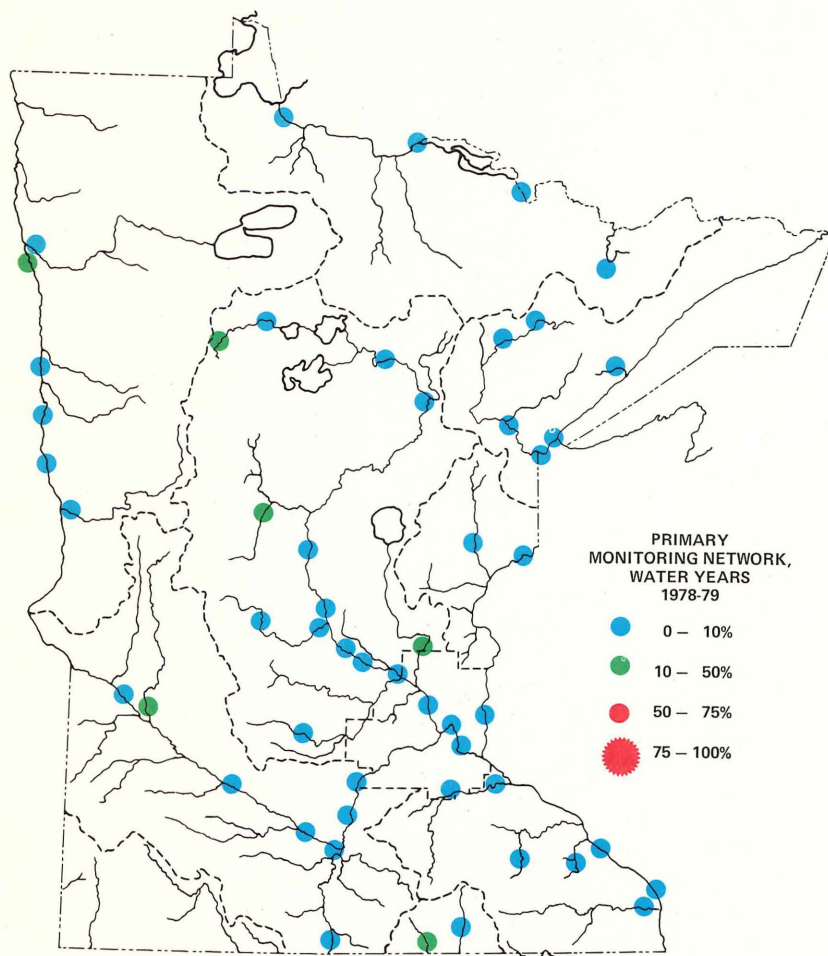 PRIMARY
MONITORING NETWORK,
WATER YEARS
1978-79
0 — 10%
10 — 50%
50 — 75%
75 — 100%